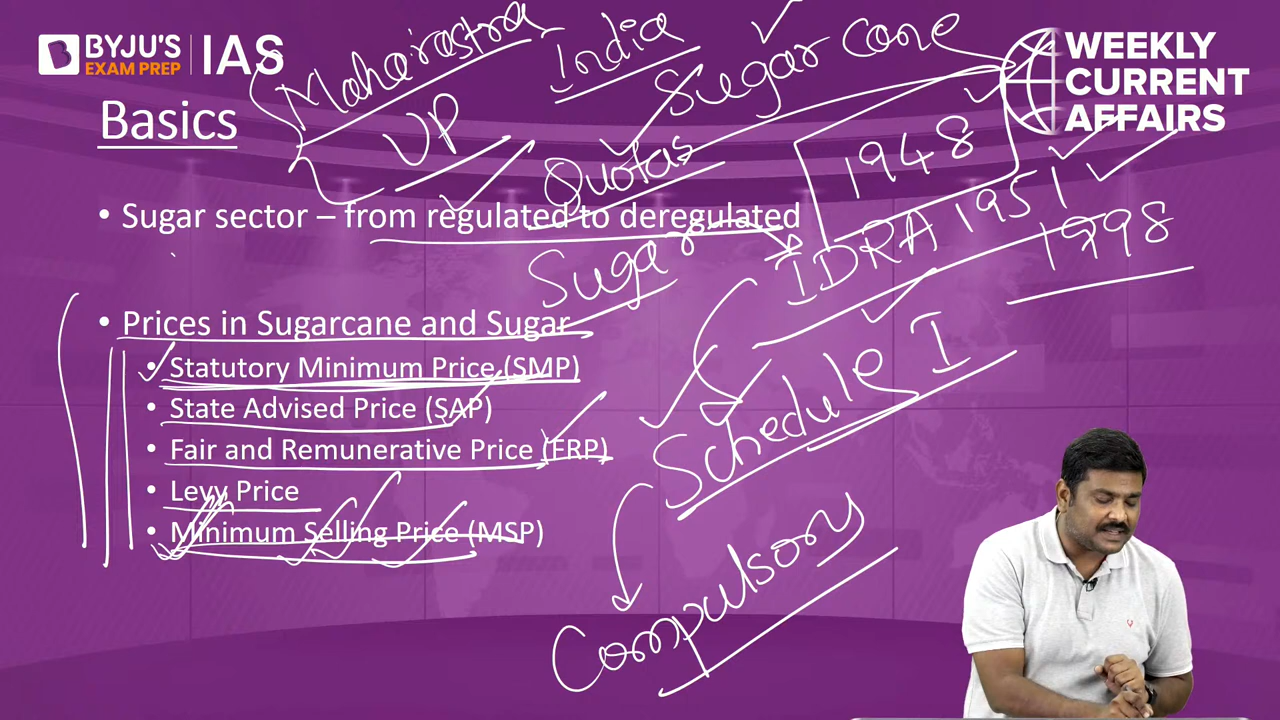 BYJU'S
EXAM PREP
IAS
WEEKLY
CURRENT
AFFAIRS
Basics
Maharastra
India
Sugar cane
UP
Quotas
1948
• Sugar sector – from regulated to deregulated
Sugar
IDRA 1951
1998
• Prices in Sugarcane and Sugar
• Statutory Minimum Price (SMP)
• State Advised Price (SAP)
• Fair and Remunerative Price (FRP)
• Levy Price
• Minimum Selling Price (MSP)
Schedule I
Compulsory